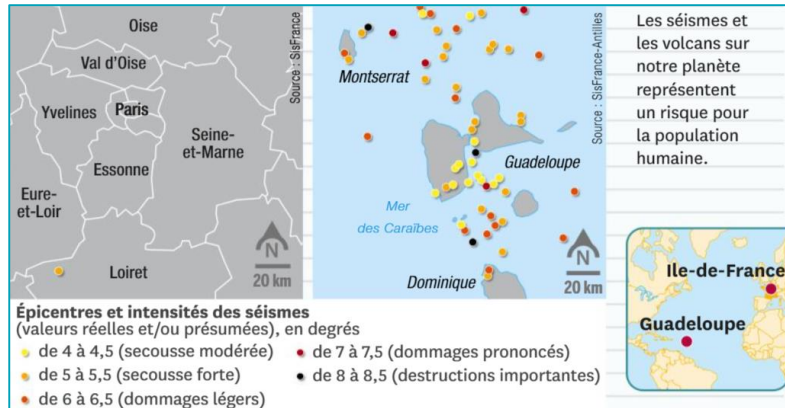 Oise
Val d'Oise
Yvelines
Paris
Seine-
et-Marne
Essonne
Eure-
et-Loir
Loiret
N
20 km
Source : SisFrance
Montserrat
Guadeloupe
Mer
des Caraïbes
Dominique
N
20 km
Source : SisFrance-Antilles
Les séismes et
les volcans sur
notre planète
représentent
un risque pour
la population
humaine.
Ile-de-France
Guadeloupe
Épicentres et intensités des séismes
(valeurs réelles et/ou présumées), en degrés
de 4 à 4,5 (secousse modérée)
de 5 à 5,5 (secousse forte)
de 6 à 6,5 (dommages légers)
de 7 à 7,5 (dommages prononcés)
de 8 à 8,5 (destructions importantes)